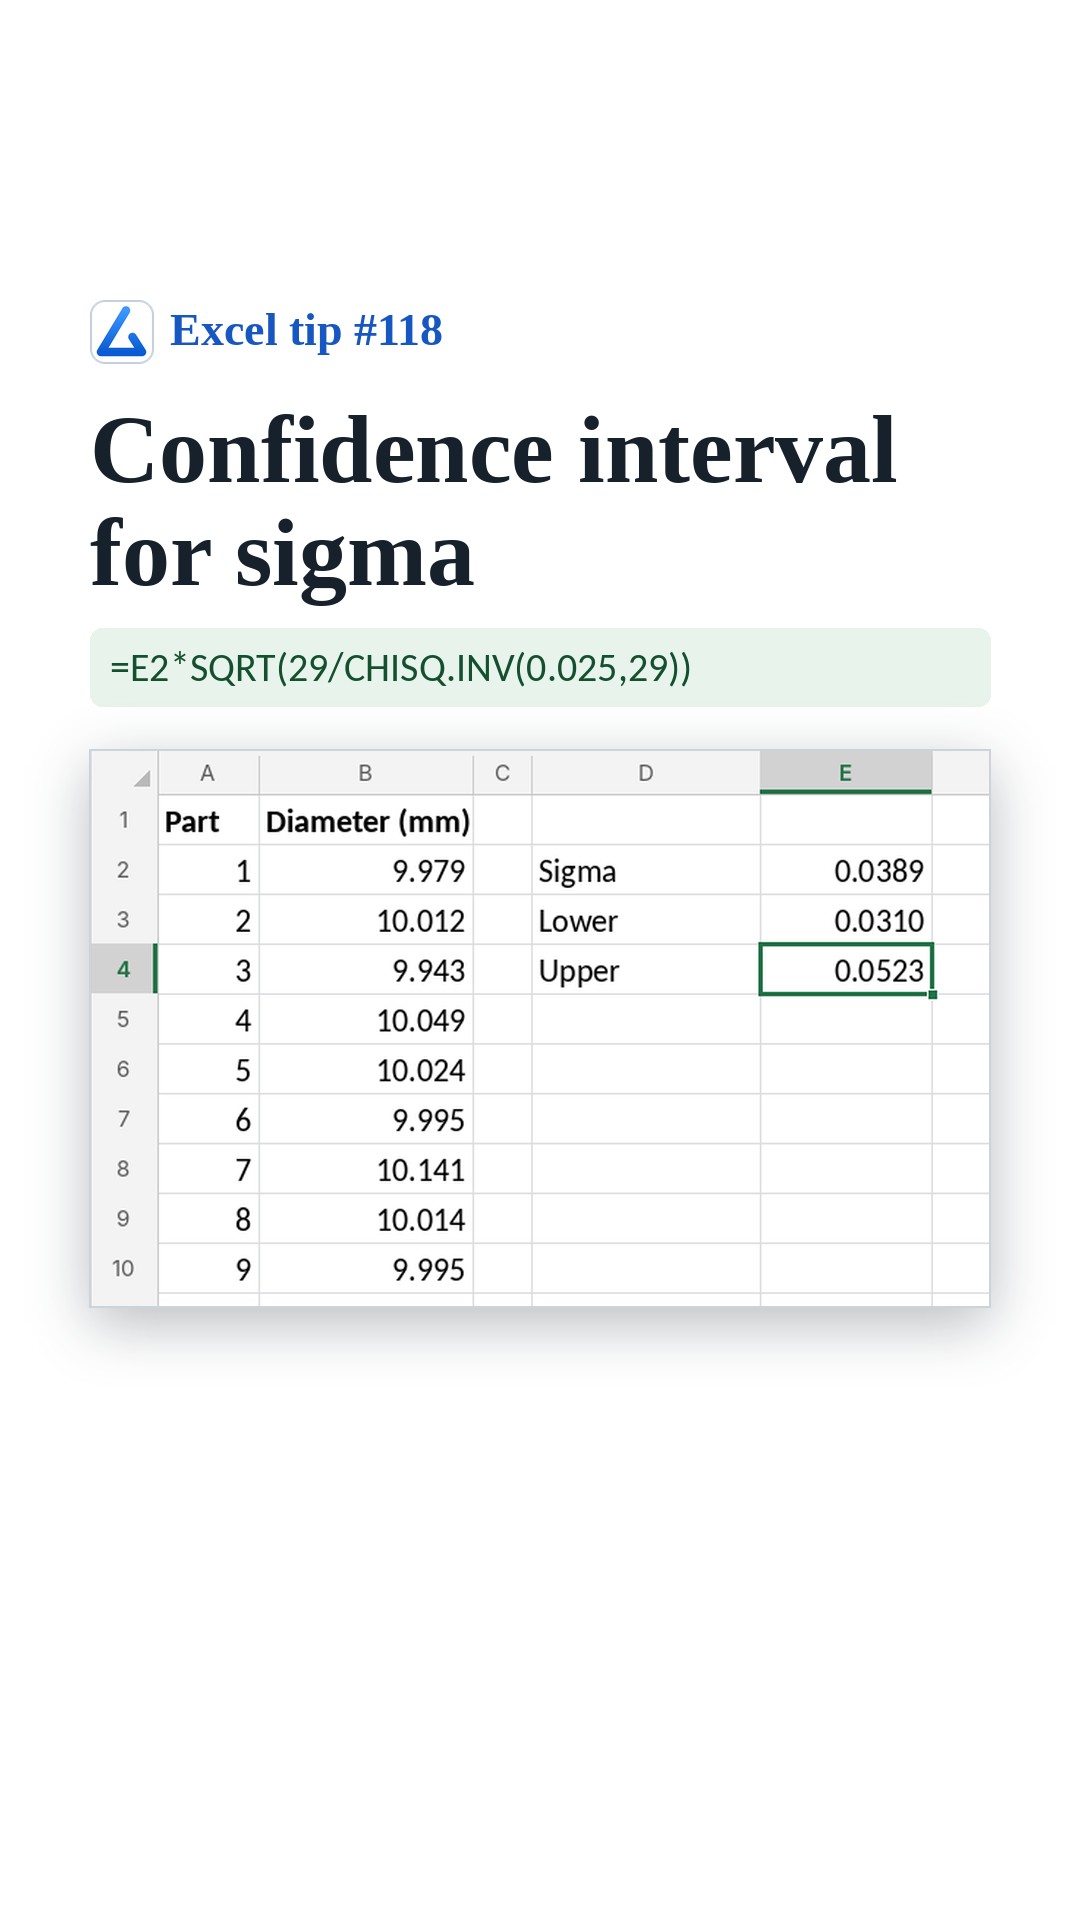 Excel tip #118
Confidence interval
for sigma
=E2*SQRT(29/CHISQ.INV(0.025,29))
A B C D E
1 Part Diameter (mm)
2 1 9.979 Sigma 0.0389
3 2 10.012 Lower 0.0310
4 3 9.943 Upper 0.0523
5 4 10.049
6 5 10.024
7 6 9.995
8 7 10.141
9 8 10.014
10 9 9.995